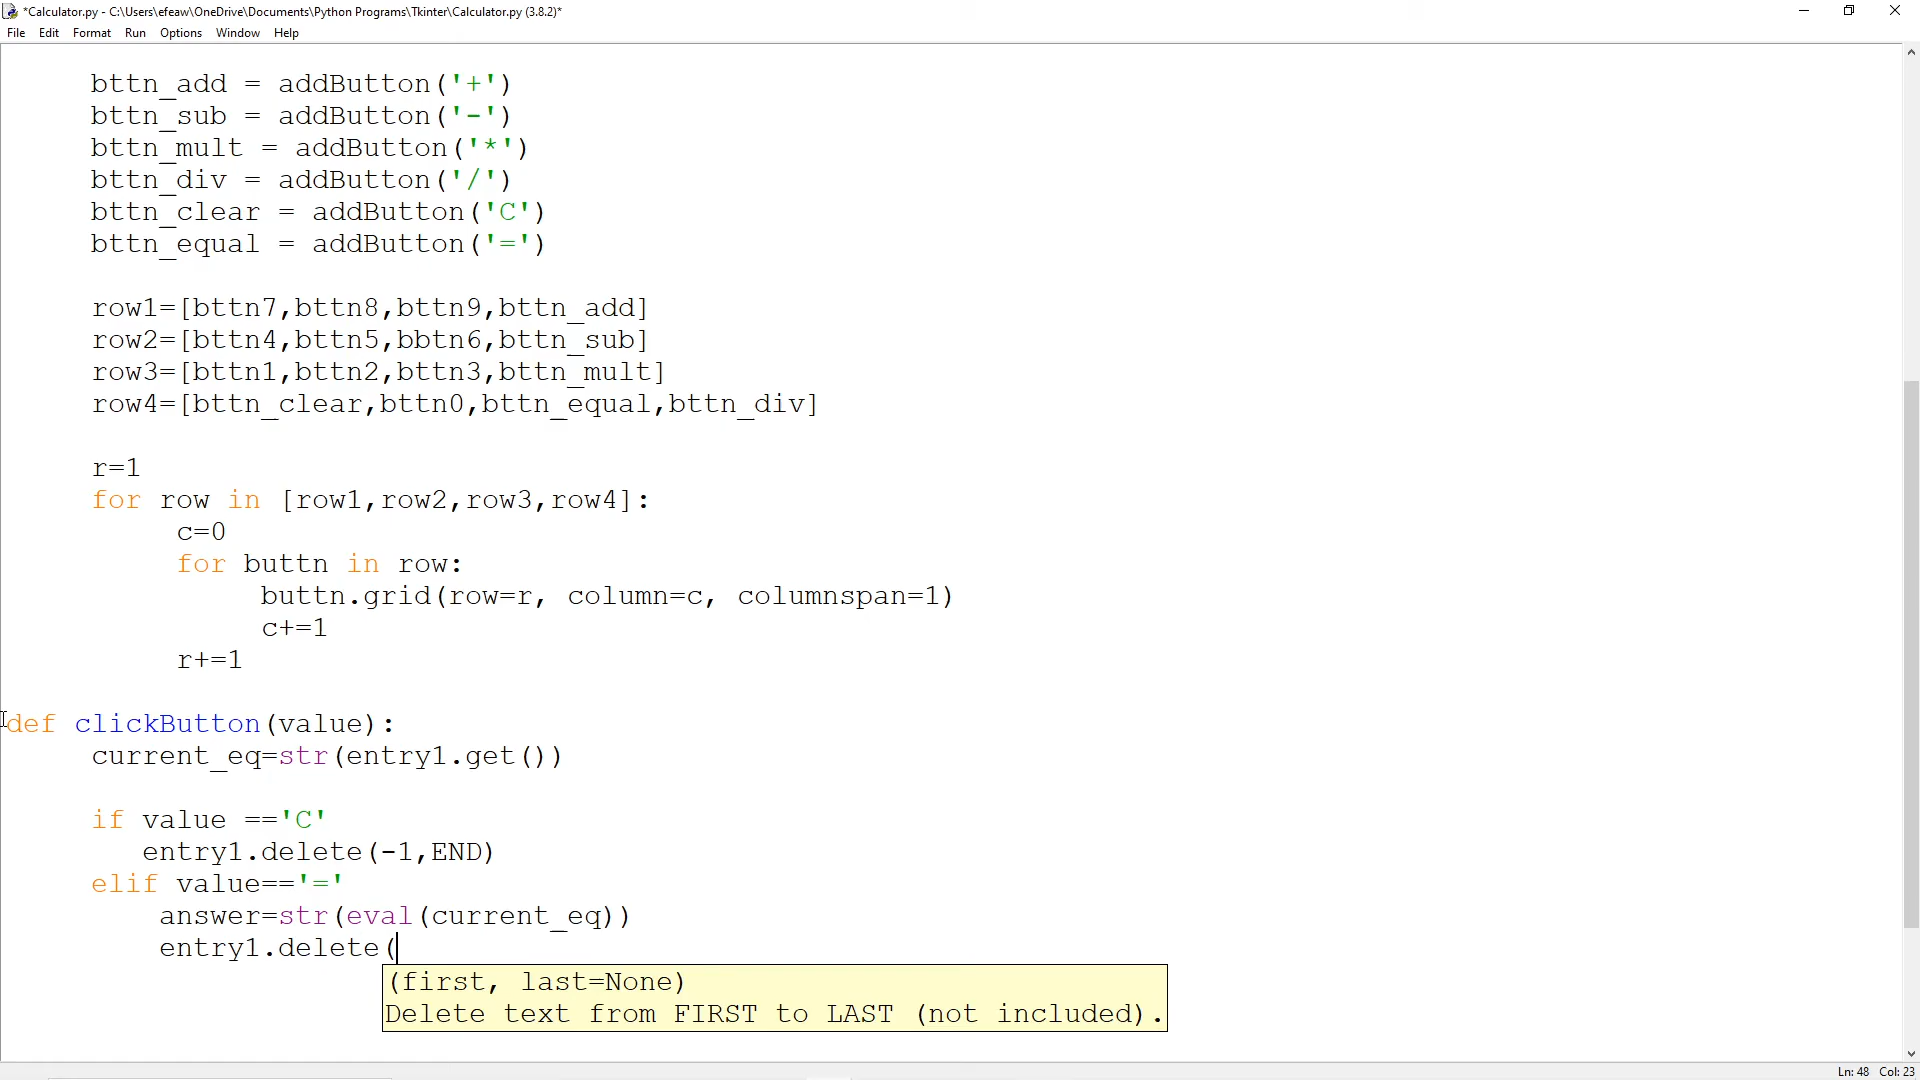 *Calculator.py - C:\Users\efeaw\OneDrive\Documents\Python Programs\Tkinter\Calculator.py (3.8.2)*
File Edit Format Run Options Window Help
bttn_add = addButton('+')
bttn_sub = addButton('-')
bttn_mult = addButton('*')
bttn_div = addButton('/')
bttn_clear = addButton('C')
bttn_equal = addButton('=')
row1=[bttn7,bttn8,bttn9,bttn_add]
row2=[bttn4,bttn5,bbtn6,bttn_sub]
row3=[bttn1,bttn2,bttn3,bttn_mult]
row4=[bttn_clear,bttn0,bttn_equal,bttn_div]
r=1
for row in [row1,row2,row3,row4]:
c=0
for buttn in row:
buttn.grid(row=r, column=c, columnspan=1)
c+=1
r+=1
def clickButton(value):
current_eq=str(entry1.get())
if value =='C'
entry1.delete(-1,END)
elif value=='='
answer=str(eval(current_eq))
entry1.delete(
(first, last=None)
Delete text from FIRST to LAST (not included).
Ln: 48 Col: 23